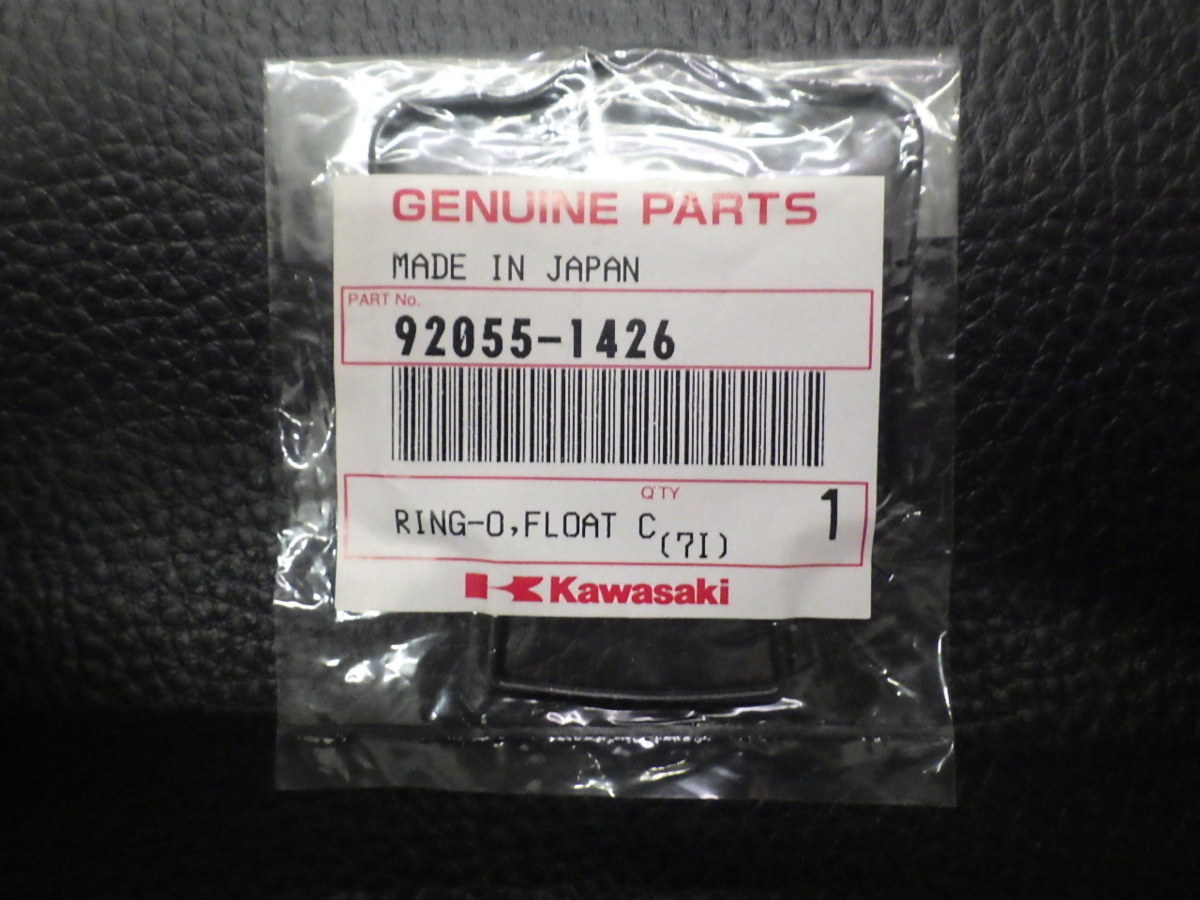 GENUINE PARTS
MADE IN JAPAN
PART No.
92055-1426
Q'TY
RING-O,FLOAT C(7I) 1
Kawasaki